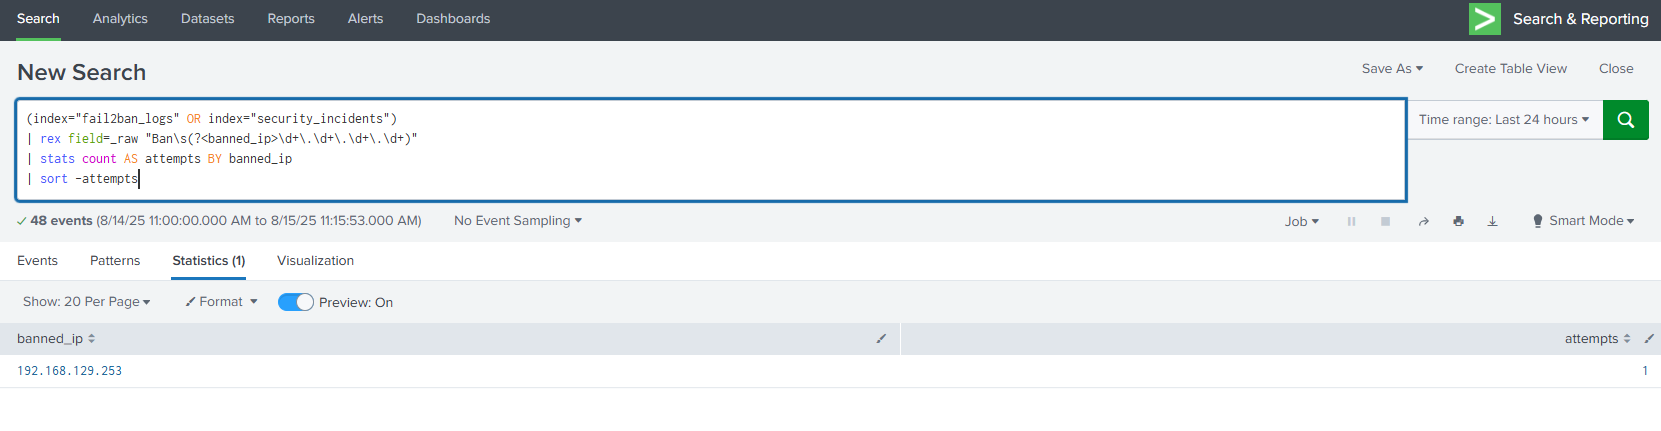 Search Analytics Datasets Reports Alerts Dashboards > Search & Reporting
New Search
Save As Create Table View Close
(index="fail2ban_logs" OR index="security_incidents")
| rex field=_raw "Ban\s(?<banned_ip>\d+\.\d+\.\d+\.\d+)"
| stats count AS attempts BY banned_ip
| sort -attempts
Time range: Last 24 hours
48 events (8/14/25 11:00:00.000 AM to 8/15/25 11:15:53.000 AM) No Event Sampling Job Smart Mode
Events Patterns Statistics (1) Visualization
Show: 20 Per Page Format Preview: On
banned_ip attempts
192.168.129.253 1